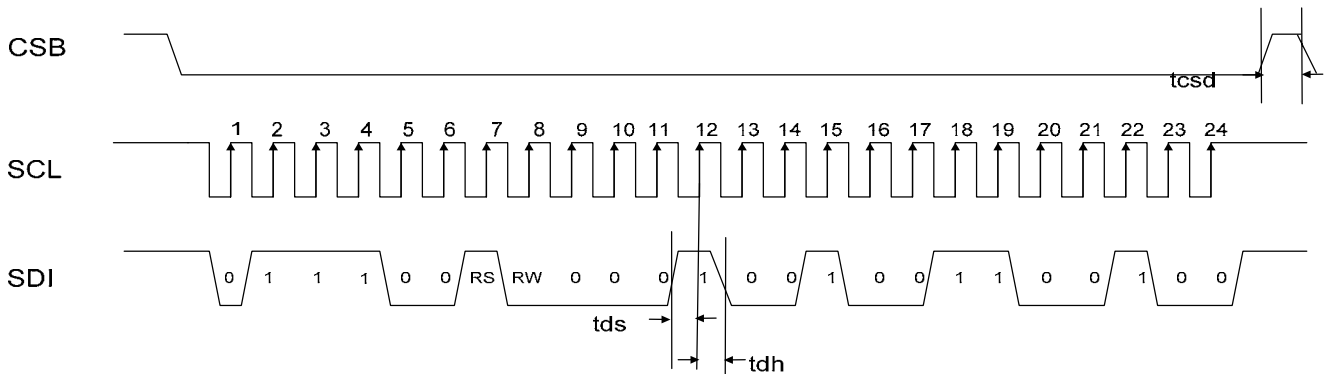 CSB
tcsd
1 2 3 4 5 6 7 8 9 10 11 12 13 14 15 16 17 18 19 20 21 22 23 24
SCL
SDI
0 1 1 1 0 0 RS RW 0 0 0 1 0 0 1 0 0 1 1 0 0 1 0 0
tds
tdh